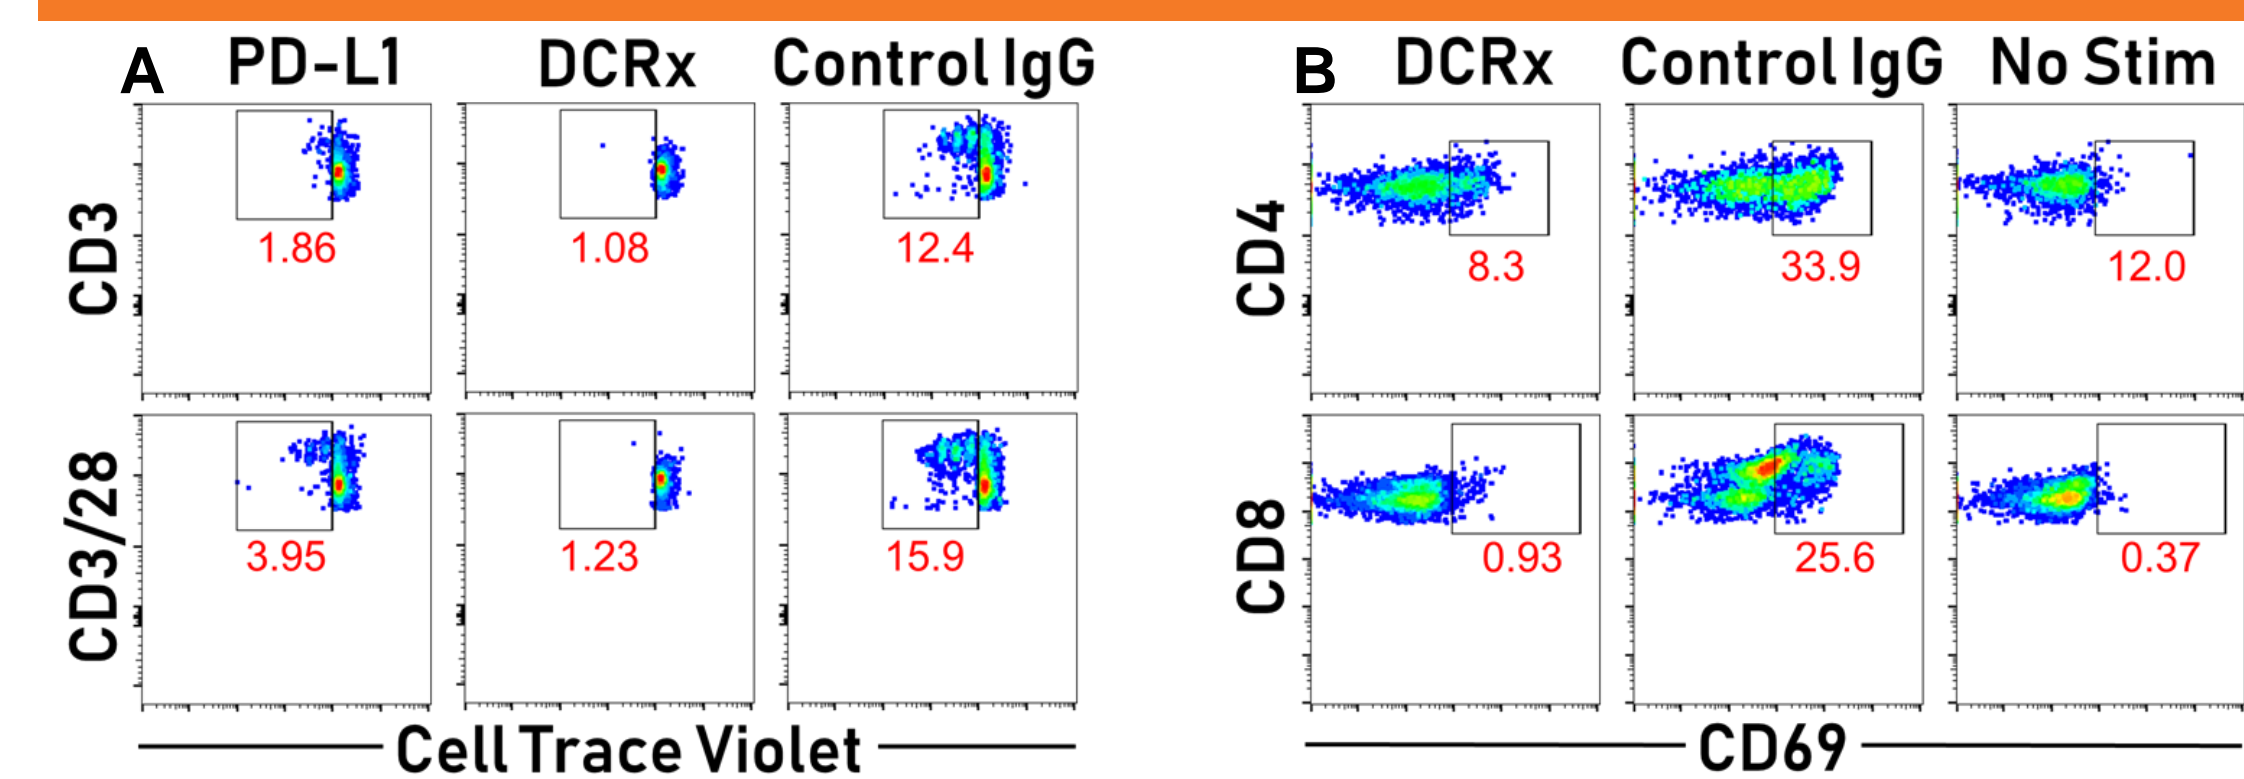 A PD-L1 DCRx Control IgG
CD3
1.86 1.08 12.4
CD3/28
3.95 1.23 15.9
Cell Trace Violet
B DCRx Control IgG No Stim
CD4
8.3 33.9 12.0
CD8
0.93 25.6 0.37
CD69